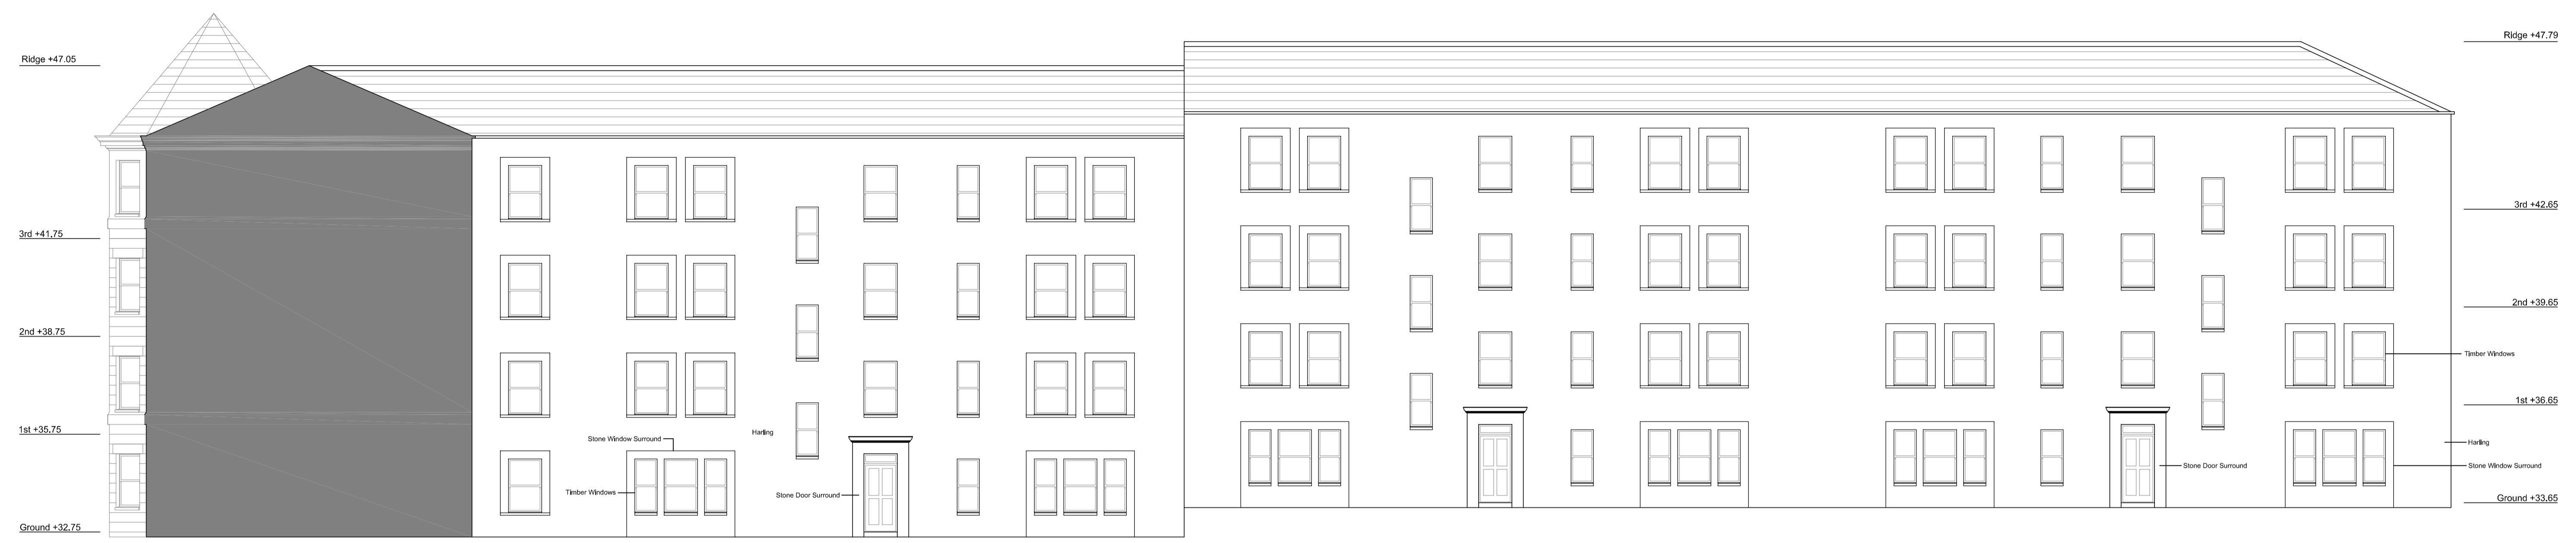 Ridge +47.05
Ridge +47.79
3rd +42.65
3rd +41.75
2nd +39.65
2nd +38.75
Timber Windows
1st +36.65
1st +35.75
Harling
Stone Window Surround
Harling
Stone Door Surround
Stone Window Surround
Timber Windows
Stone Door Surround
Ground +33.65
Ground +32.75